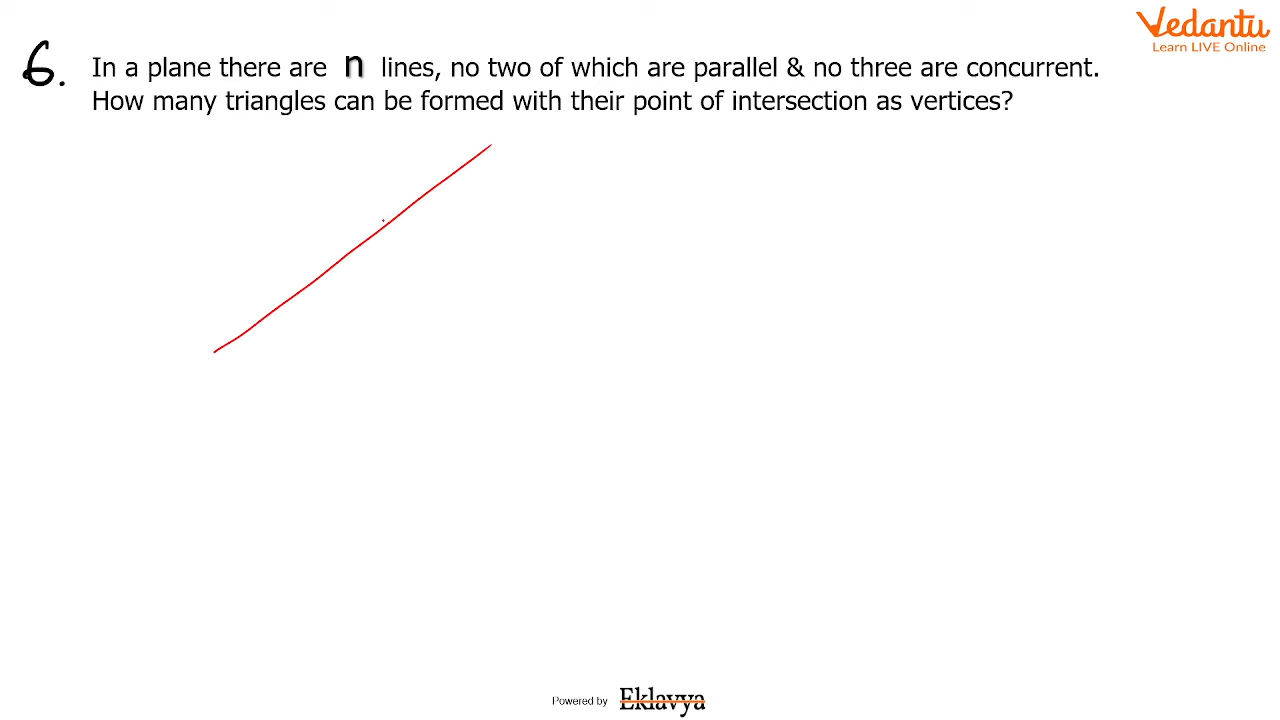 Vedantu
Learn LIVE Online
6. In a plane there are n lines, no two of which are parallel & no three are concurrent.
How many triangles can be formed with their point of intersection as vertices?
Powered by Eklavya